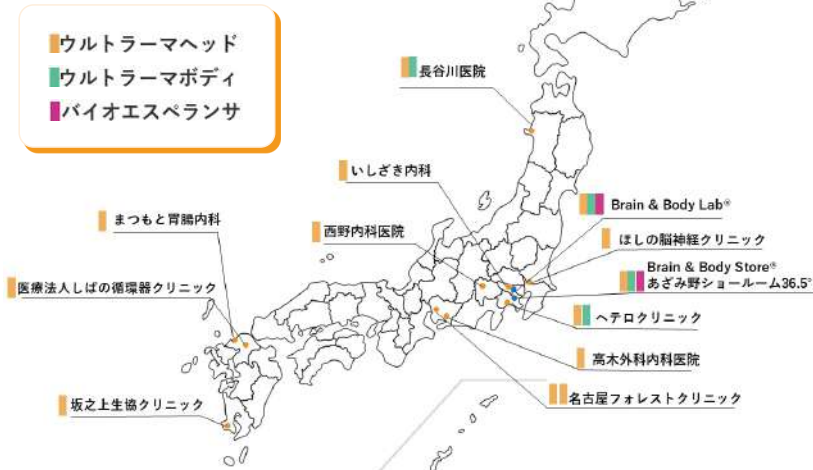 ウルトラーマヘッド
ウルトラーマボディ
バイオエスペランサ
長谷川医院
いしざき内科
Brain & Body Lab®
まつもと胃腸内科
西野内科医院
ほしの脳神経クリニック
Brain & Body Store®
あざみ野ショールーム36.5°
医療法人しばの循環器クリニック
ヘテロクリニック
高木外科内科医院
名古屋フォレストクリニック
坂之上生協クリニック